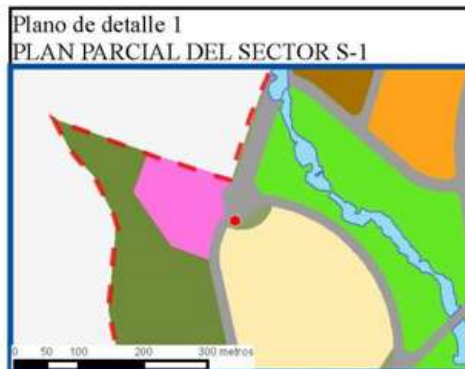 Plano de detalle 1
PLAN PARCIAL DEL SECTOR S-1
0 50 100 200 300 metros